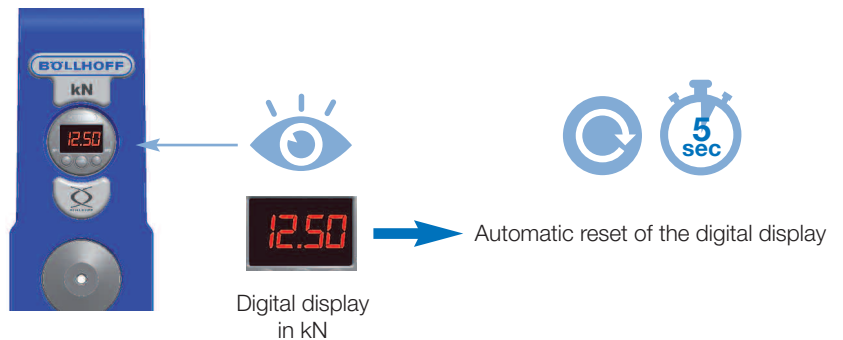 BÖLLHOFF
kN
12.50
5
sec
12.50
Automatic reset of the digital display
Digital display
in kN